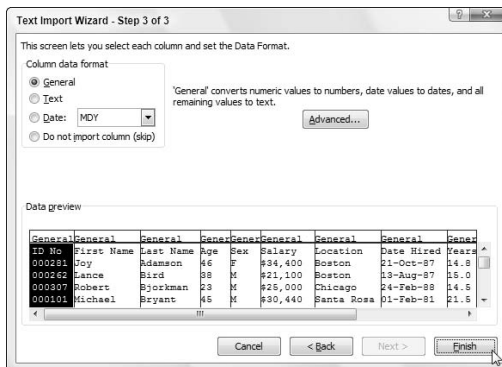 Text Import Wizard - Step 3 of 3
This screen lets you select each column and set the Data Format.
Column data format
General
Text
Date: MDY
Do not import column (skip)
'General' converts numeric values to numbers, date values to dates, and all
remaining values to text.
Advanced...
Data preview
General General General General General General General General General
ID No First Name Last Name Age Sex Salary Location Date Hired Years
000281 Joy Adamson 46 F $34,400 Boston 21-Oct-87 14.8
000262 Lance Bird 38 M $21,100 Boston 13-Aug-87 15.0
000307 Robert Bjorkman 23 M $25,000 Chicago 24-Feb-88 14.5
000101 Michael Bryant 45 M $30,440 Santa Rosa 01-Feb-81 21.5
Cancel < Back Next > Finish